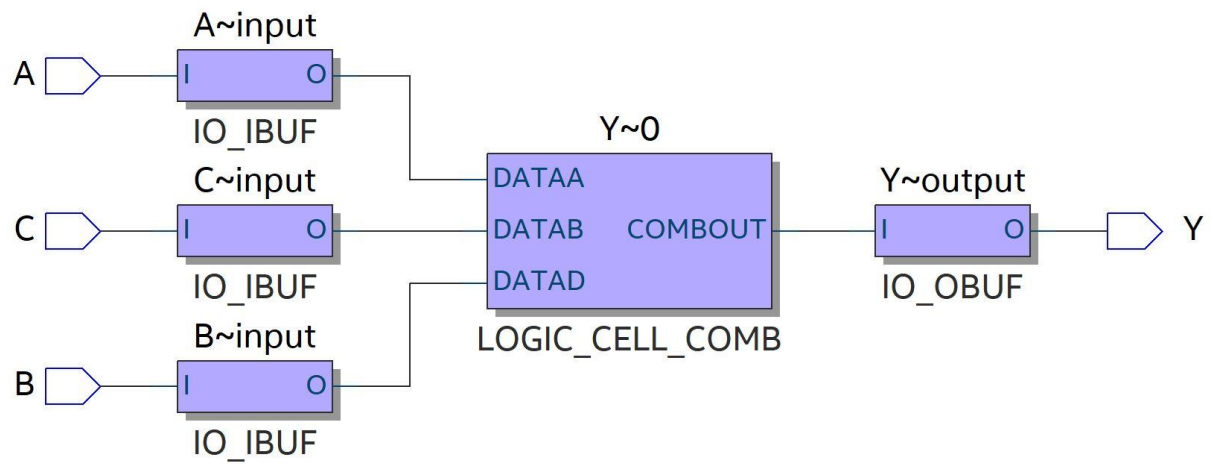 A~input
A
I
O
IO_IBUF
C~input
C
I
O
IO_IBUF
B~input
B
I
O
IO_IBUF
Y~0
DATAA
DATAB
COMBOUT
DATAD
LOGIC_CELL_COMB
Y~output
I
O
Y
IO_OBUF